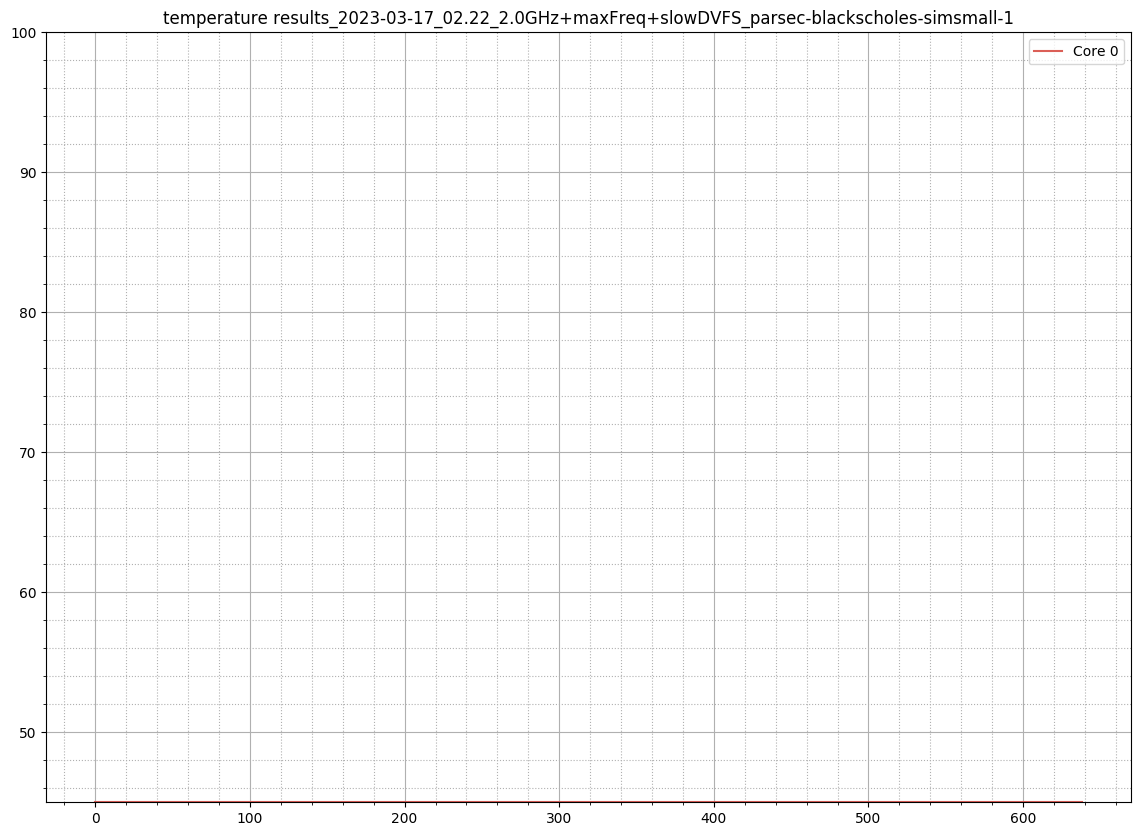 temperature results_2023-03-17_02.22_2.0GHz+maxFreq+slowDVFS_parsec-blackscholes-simsmall-1
100
Core 0
90
80
70
60
50
0 100 200 300 400 500 600